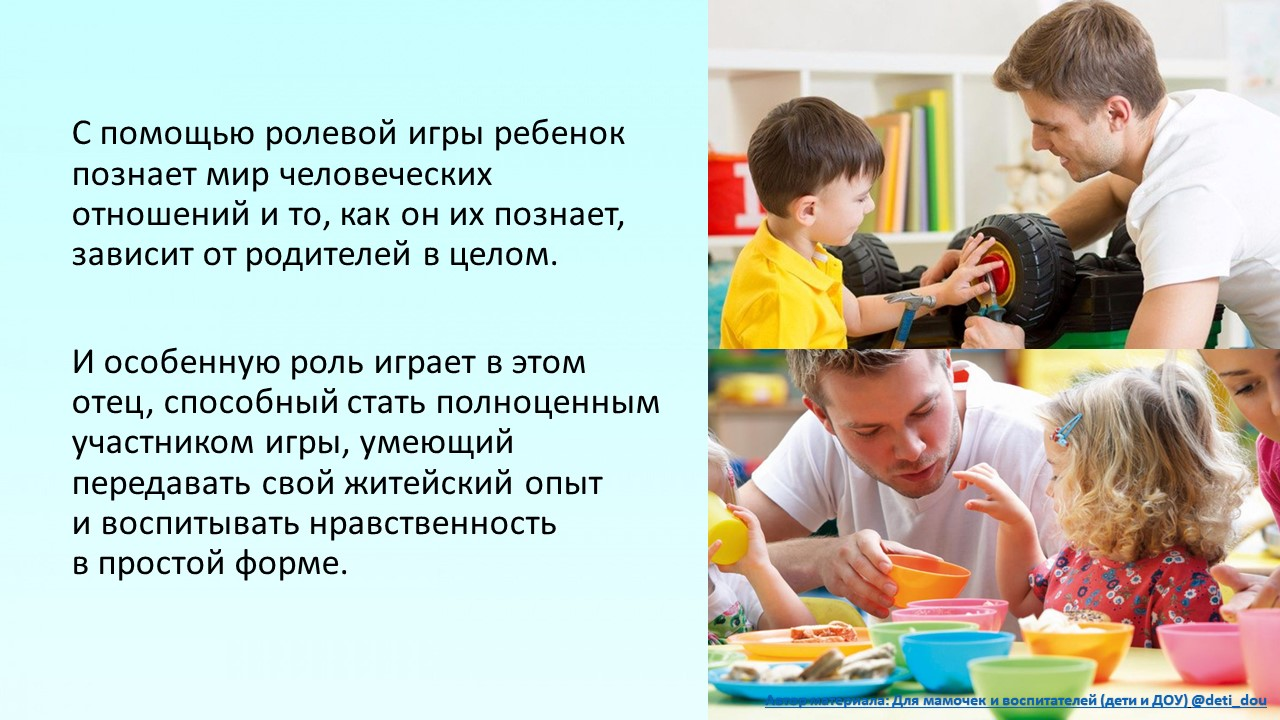 С помощью ролевой игры ребенок
познает мир человеческих
отношений и то, как он их познает,
зависит от родителей в целом.
И особенную роль играет в этом
отец, способный стать полноценным
участником игры, умеющий
передавать свой житейский опыт
и воспитывать нравственность
в простой форме.
Автор материала: Для мамочек и воспитателей (дети и ДОУ) @deti_dou